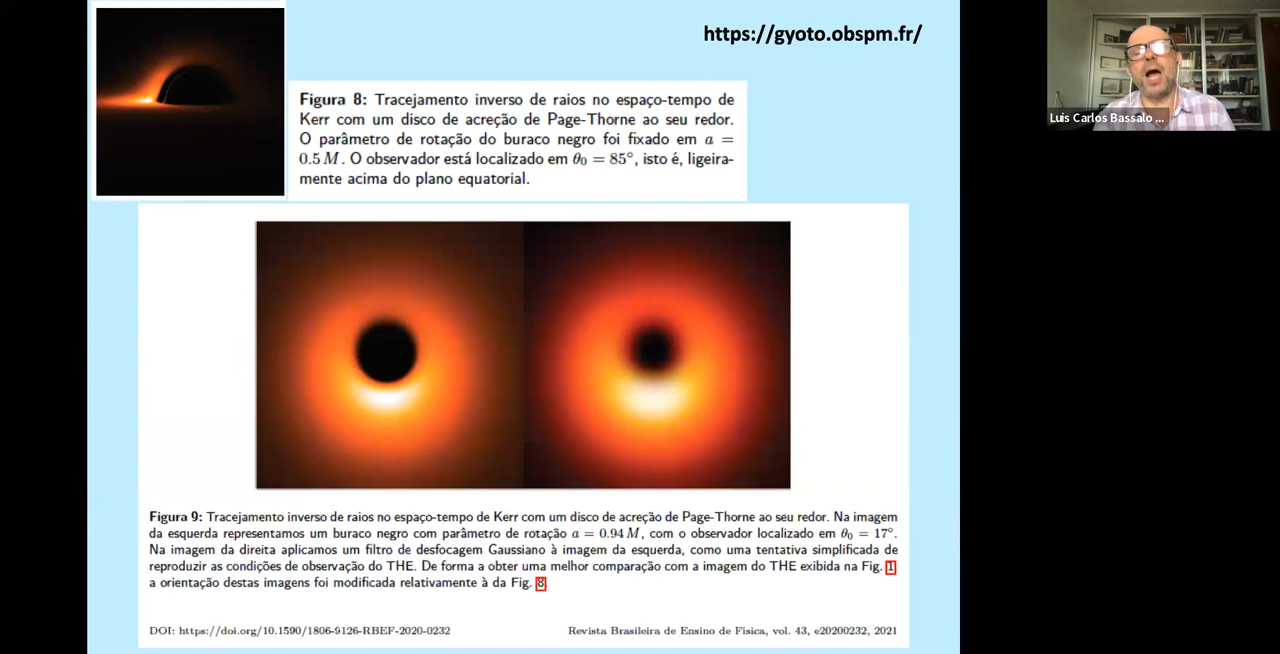 https://gyoto.obspm.fr/
Figura 8: Tracejamento inverso de raios no espaço-tempo de
Kerr com um disco de acreção de Page-Thorne ao seu redor.
O parâmetro de rotação do buraco negro foi fixado em a =
0.5M. O observador está localizado em θ₀ = 85°, isto é, ligeira-
mente acima do plano equatorial.
Luis Carlos Bassalo ...
Figura 9: Tracejamento inverso de raios no espaço-tempo de Kerr com um disco de acreção de Page-Thorne ao seu redor. Na imagem
da esquerda representamos um buraco negro com parâmetro de rotação a = 0.94M, com o observador localizado em θ₀ = 17°.
Na imagem da direita aplicamos um filtro de desfocagem Gaussiano à imagem da esquerda, como uma tentativa simplificada de
reproduzir as condições de observação do THE. De forma a obter uma melhor comparação com a imagem do THE exibida na Fig. 1
a orientação destas imagens foi modificada relativamente à da Fig. 8
DOI: https://doi.org/10.1590/1806-9126-RBEF-2020-0232
Revista Brasileira de Ensino de Física, vol. 43, e20200232, 2021